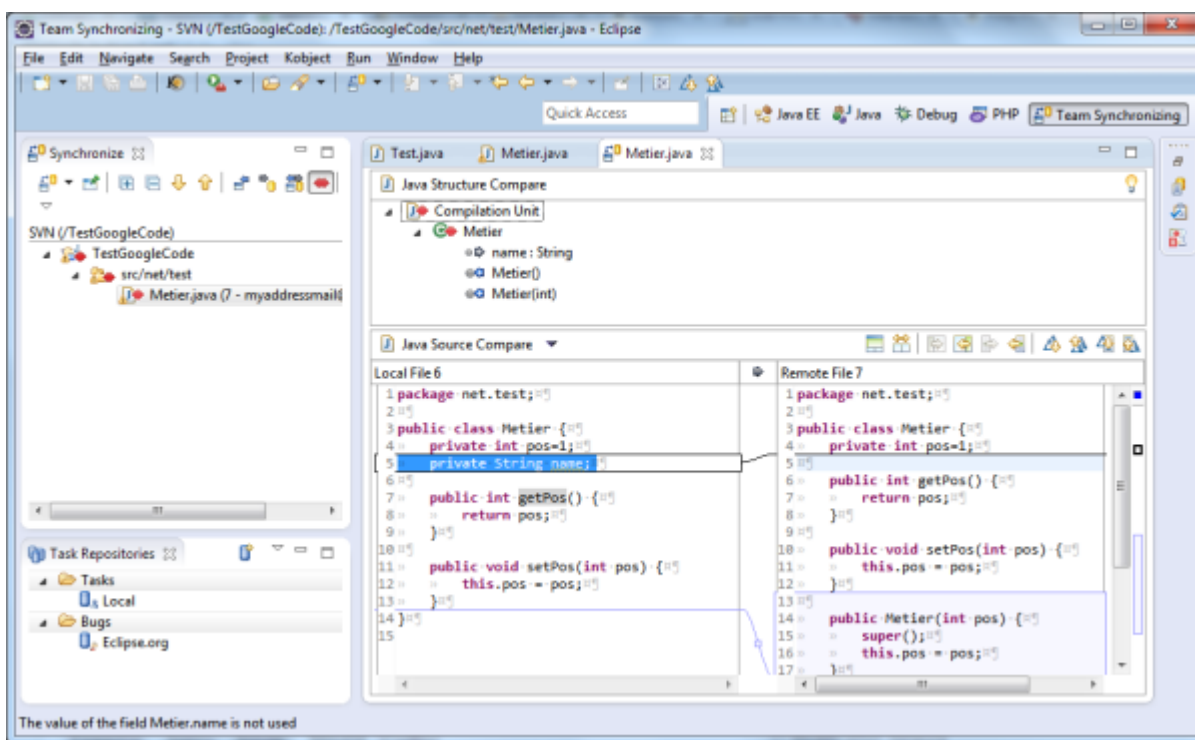 Team Synchronizing - SVN (/TestGoogleCode): /TestGoogleCode/src/net/test/Metier.java - Eclipse
File Edit Navigate Search Project Kobject Run Window Help
Quick Access
Java EE Java Debug PHP Team Synchronizing
Synchronize
SVN (/TestGoogleCode)
TestGoogleCode
src/net/test
Metier.java (7 - myaddressmail
Task Repositories
Tasks
Local
Bugs
Eclipse.org
Test.java Metier.java Metier.java
Java Structure Compare
Compilation Unit
Metier
name : String
Metier()
Metier(int)
Java Source Compare
Local File 6
1 package net.test;
2
3 public class Metier {
4 private int pos=1;
5 private String name;
6
7 public int getPos() {
8 return pos;
9 }
10
11 public void setPos(int pos) {
12 this.pos = pos;
13 }
14 }
15
Remote File 7
1 package net.test;
2
3 public class Metier {
4 private int pos=1;
5
6 public int getPos() {
7 return pos;
8 }
9
10 public void setPos(int pos) {
11 this.pos = pos;
12 }
13
14 public Metier(int pos) {
15 super();
16 this.pos = pos;
17 }
The value of the field Metier.name is not used